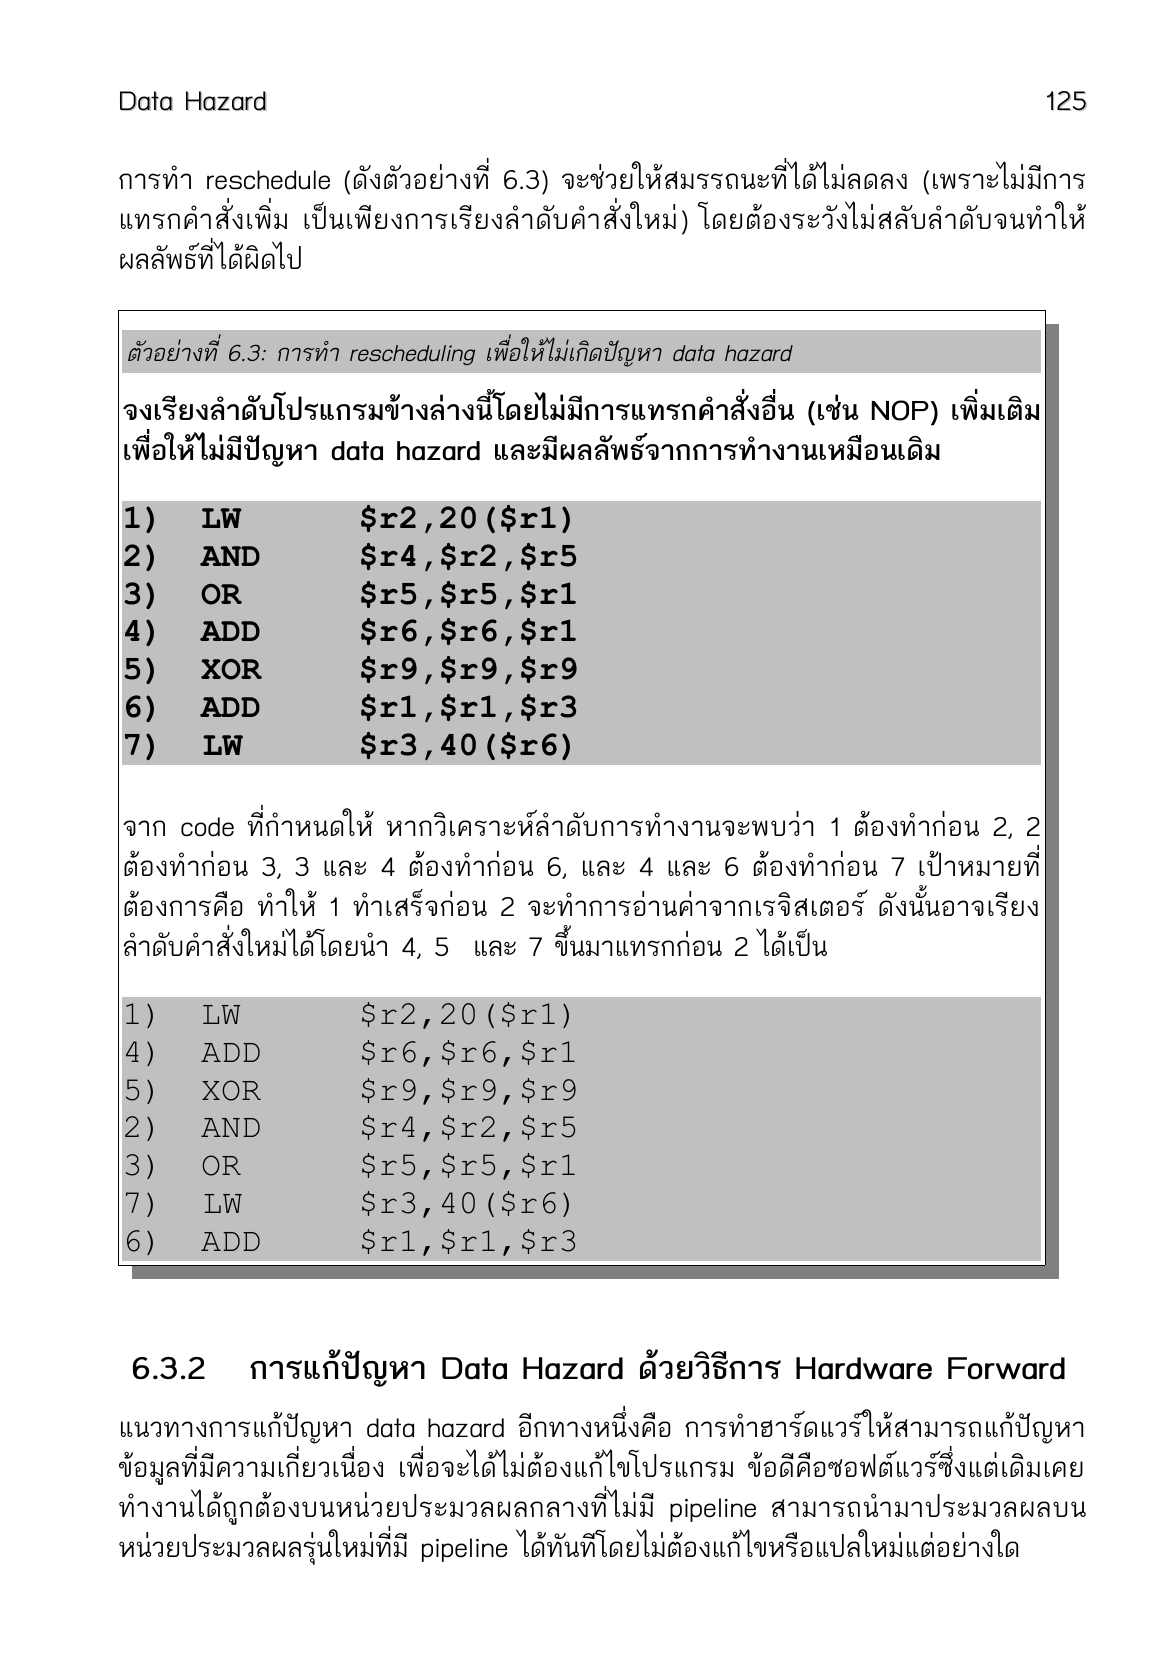 Data Hazard 125
การทำ reschedule (ดังตัวอย่างที่ 6.3) จะช่วยให้สมรรถนะที่ได้ไม่ลดลง (เพราะไม่มีการ
แทรกคำสั่งเพิ่ม เป็นเพียงการเรียงลำดับคำสั่งใหม่) โดยต้องระวังไม่สลับลำดับจนทำให้
ผลลัพธ์ที่ได้ผิดไป
ตัวอย่างที่ 6.3: การทำ rescheduling เพื่อให้ไม่เกิดปัญหา data hazard
จงเรียงลำดับโปรแกรมข้างล่างนี้โดยไม่มีการแทรกคำสั่งอื่น (เช่น NOP) เพิ่มเติม
เพื่อให้ไม่มีปัญหา data hazard และมีผลลัพธ์จากการทำงานเหมือนเดิม
1) LW $r2,20($r1)
2) AND $r4,$r2,$r5
3) OR $r5,$r5,$r1
4) ADD $r6,$r6,$r1
5) XOR $r9,$r9,$r9
6) ADD $r1,$r1,$r3
7) LW $r3,40($r6)
จาก code ที่กำหนดให้ หากวิเคราะห์ลำดับการทำงานจะพบว่า 1 ต้องทำก่อน 2, 2
ต้องทำก่อน 3, 3 และ 4 ต้องทำก่อน 6, และ 4 และ 6 ต้องทำก่อน 7 เป้าหมายที่
ต้องการคือ ทำให้ 1 ทำเสร็จก่อน 2 จะทำการอ่านค่าจากเรจิสเตอร์ ดังนั้นอาจเรียง
ลำดับคำสั่งใหม่ได้โดยนำ 4, 5 และ 7 ขึ้นมาแทรกก่อน 2 ได้เป็น
1) LW $r2,20($r1)
4) ADD $r6,$r6,$r1
5) XOR $r9,$r9,$r9
2) AND $r4,$r2,$r5
3) OR $r5,$r5,$r1
7) LW $r3,40($r6)
6) ADD $r1,$r1,$r3
6.3.2 การแก้ปัญหา Data Hazard ด้วยวิธีการ Hardware Forward
แนวทางการแก้ปัญหา data hazard อีกทางหนึ่งคือ การทำฮาร์ดแวร์ให้สามารถแก้ปัญหา
ข้อมูลที่มีความเกี่ยวเนื่อง เพื่อจะได้ไม่ต้องแก้ไขโปรแกรม ข้อดีคือซอฟต์แวร์ซึ่งแต่เดิมเคย
ทำงานได้ถูกต้องบนหน่วยประมวลผลกลางที่ไม่มี pipeline สามารถนำมาประมวลผลบน
หน่วยประมวลผลรุ่นใหม่ที่มี pipeline ได้ทันทีโดยไม่ต้องแก้ไขหรือแปลใหม่แต่อย่างใด